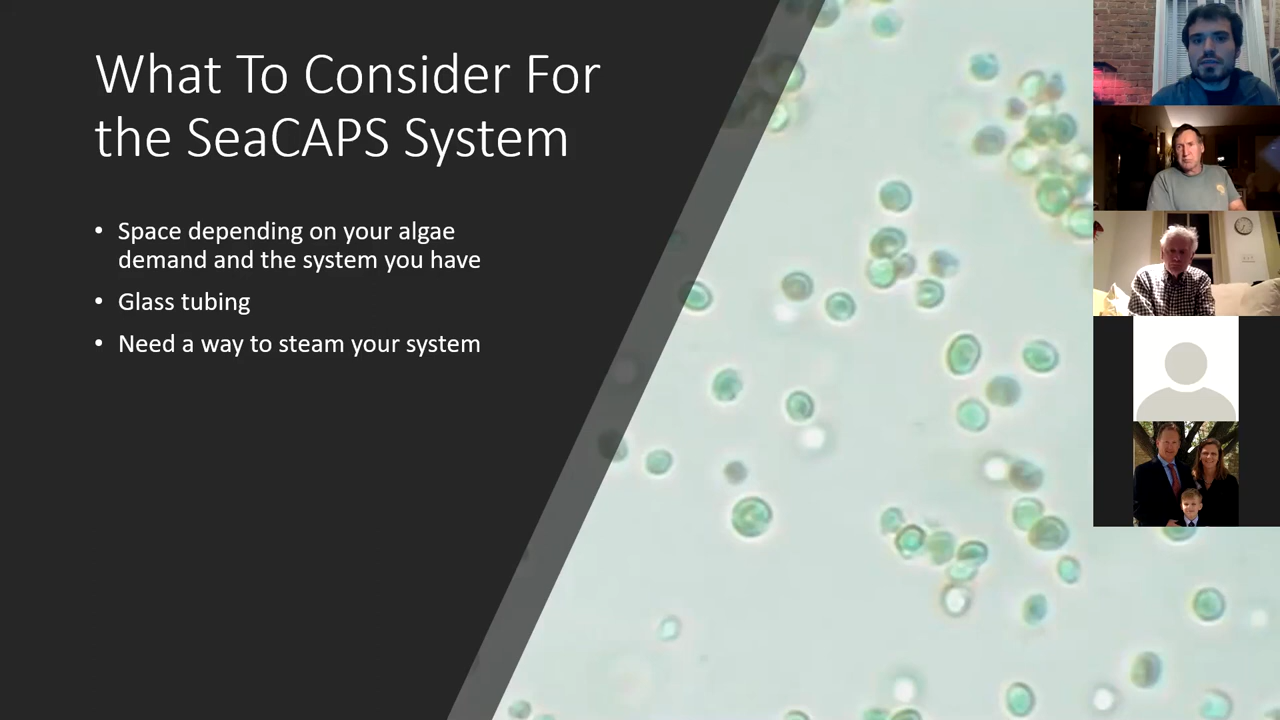 What To Consider For
the SeaCAPS System
• Space depending on your algae
demand and the system you have
• Glass tubing
• Need a way to steam your system